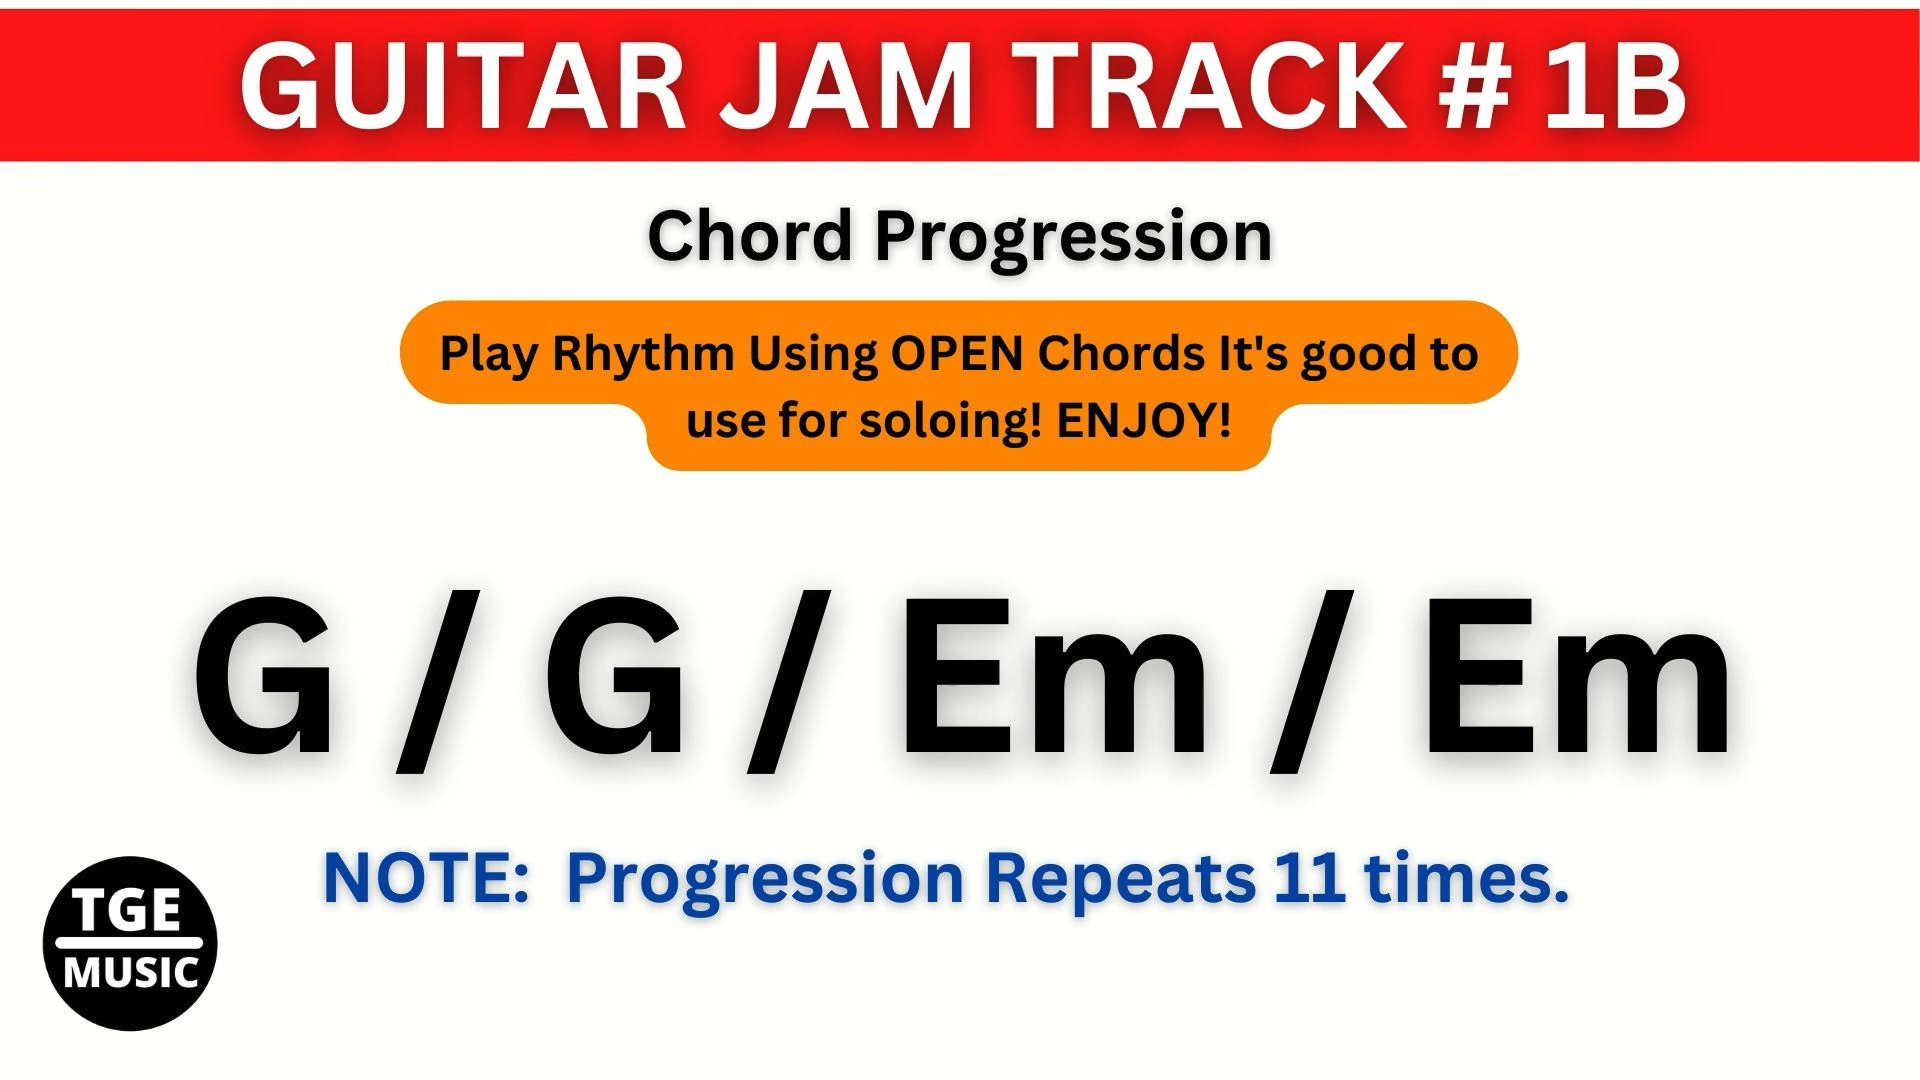 GUITAR JAM TRACK # 1B
Chord Progression
Play Rhythm Using OPEN Chords It's good to
use for soloing! ENJOY!
G / G / Em / Em
NOTE:  Progression Repeats 11 times.
TGE
MUSIC